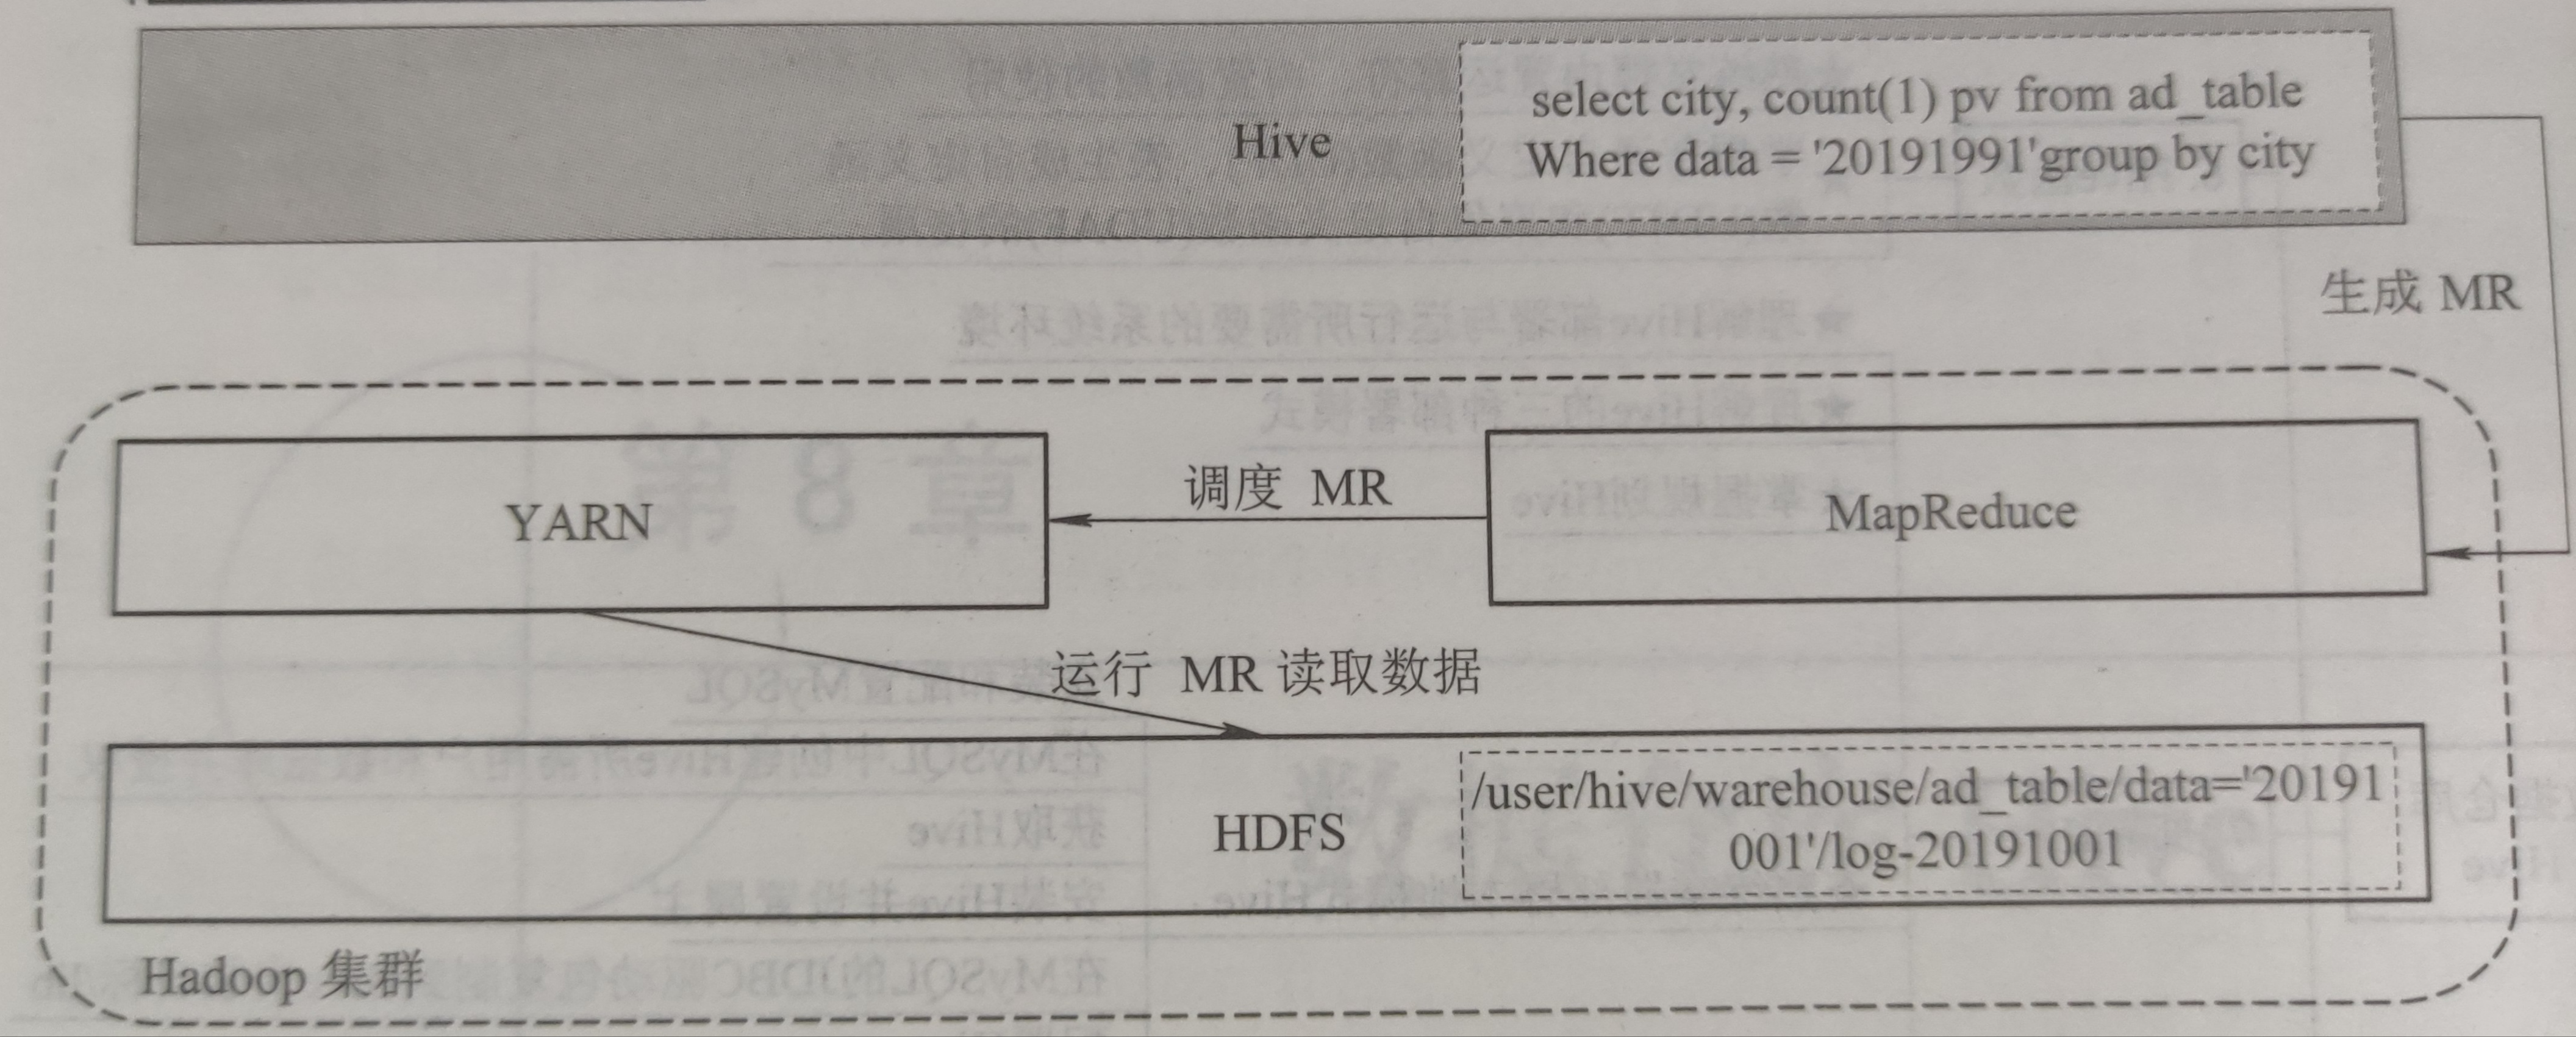 Hive
select city, count(1) pv from ad_table
Where data = '20191991'group by city
生成 MR
YARN
调度 MR
MapReduce
运行 MR 读取数据
HDFS
/user/hive/warehouse/ad_table/data='20191
001'/log-20191001
Hadoop 集群